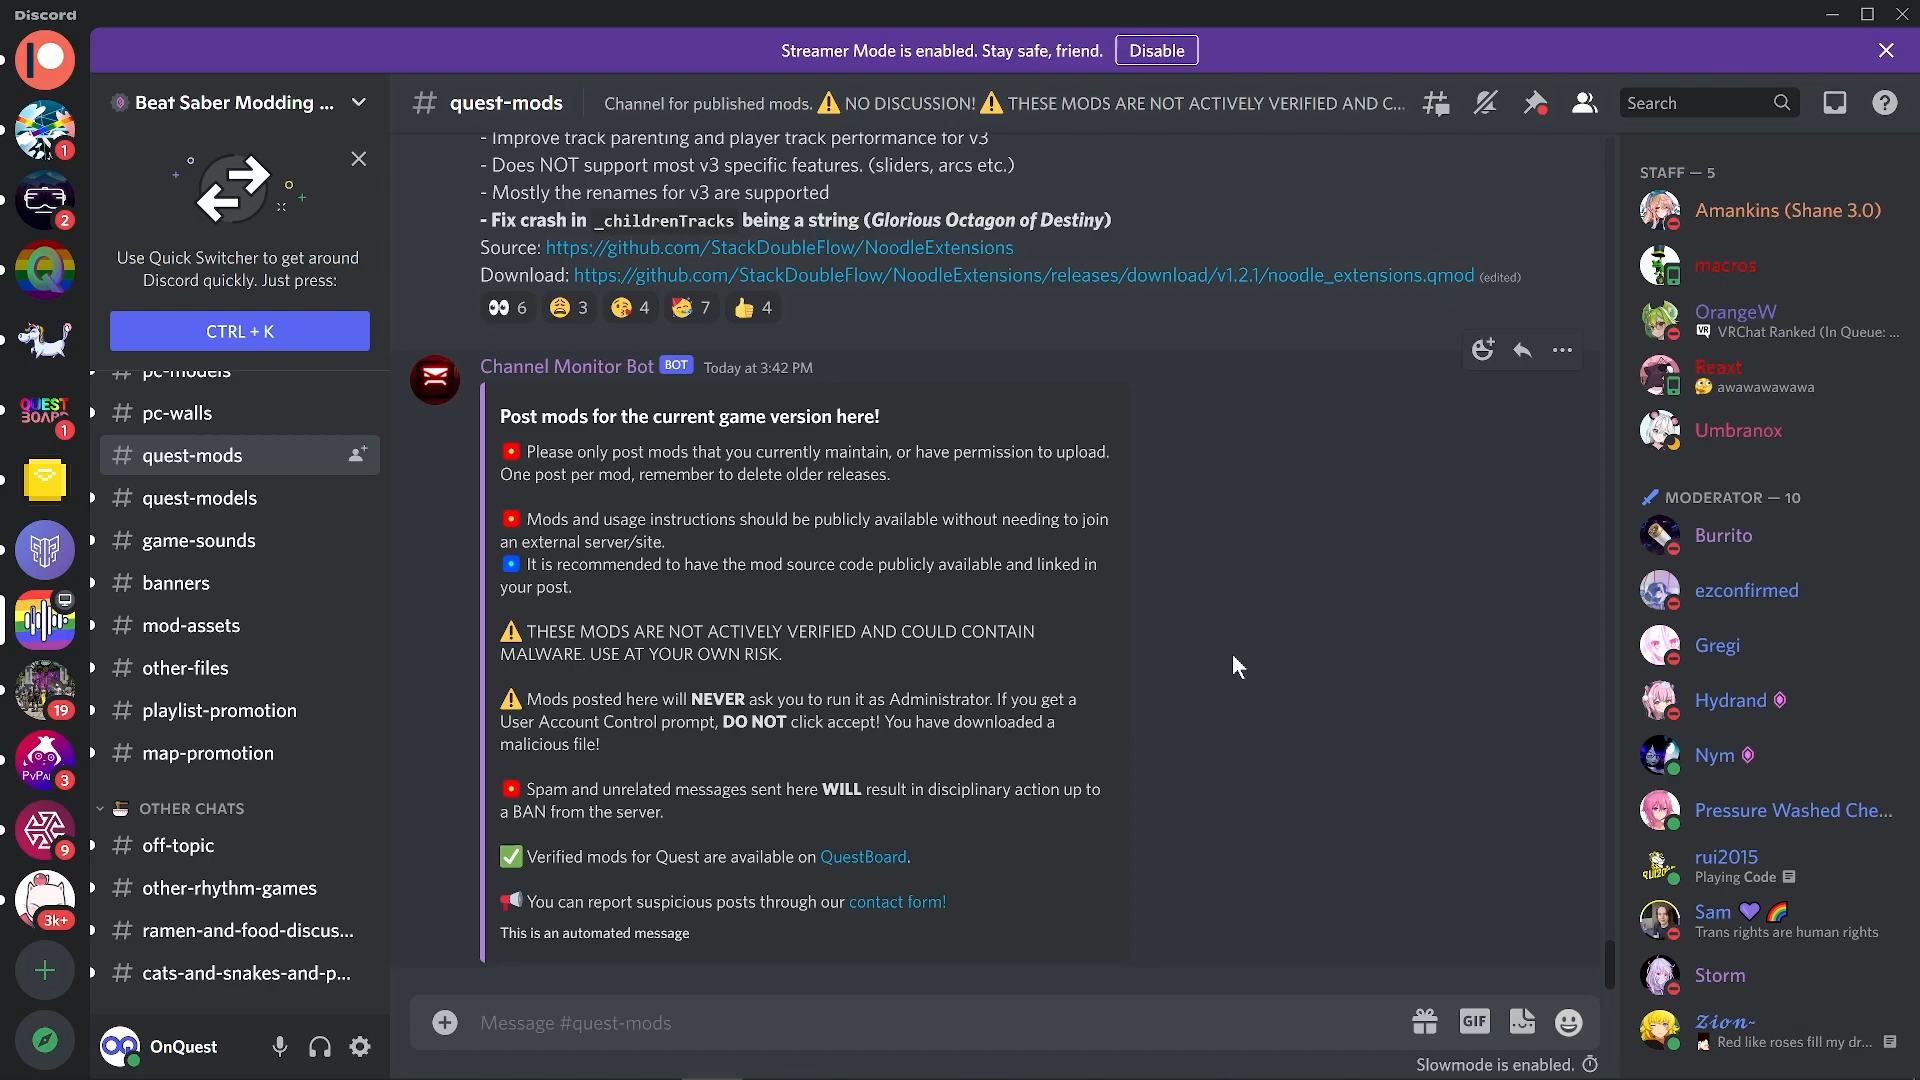 Discord
Streamer Mode is enabled. Stay safe, friend. Disable
Beat Saber Modding ...
Use Quick Switcher to get around
Discord quickly. Just press:
CTRL + K
pc-models
pc-walls
quest-mods
quest-models
game-sounds
banners
mod-assets
other-files
playlist-promotion
map-promotion
OTHER CHATS
off-topic
other-rhythm-games
ramen-and-food-discus...
cats-and-snakes-and-p...
OnQuest
1
2
QUEST
BOARD
1
19
PvPAr
3
9
3k+
quest-mods
Channel for published mods. ⚠ NO DISCUSSION! ⚠ THESE MODS ARE NOT ACTIVELY VERIFIED AND C...
Search
- Improve track parenting and player track performance for v3
- Does NOT support most v3 specific features. (sliders, arcs etc.)
- Mostly the renames for v3 are supported
- Fix crash in _childrenTracks being a string (Glorious Octagon of Destiny)
Source: https://github.com/StackDoubleFlow/NoodleExtensions
Download: https://github.com/StackDoubleFlow/NoodleExtensions/releases/download/v1.2.1/noodle_extensions.qmod (edited)
👀 6 😩 3 😘 4 🥳 7 👍 4
Channel Monitor Bot BOT Today at 3:42 PM
Post mods for the current game version here!
Please only post mods that you currently maintain, or have permission to upload.
One post per mod, remember to delete older releases.
Mods and usage instructions should be publicly available without needing to join
an external server/site.
It is recommended to have the mod source code publicly available and linked in
your post.
⚠ THESE MODS ARE NOT ACTIVELY VERIFIED AND COULD CONTAIN
MALWARE. USE AT YOUR OWN RISK.
⚠ Mods posted here will NEVER ask you to run it as Administrator. If you get a
User Account Control prompt, DO NOT click accept! You have downloaded a
malicious file!
Spam and unrelated messages sent here WILL result in disciplinary action up to
a BAN from the server.
✅ Verified mods for Quest are available on QuestBoard.
📢 You can report suspicious posts through our contact form!
This is an automated message
Message #quest-mods
GIF
Slowmode is enabled.
STAFF — 5
Amankins (Shane 3.0)
macros
OrangeW
VR VRChat Ranked (In Queue: ...
Reaxt
🤔 awawawawawa
Umbranox
MODERATOR — 10
Burrito
ezconfirmed
Gregi
Hydrand
Nym
Pressure Washed Che...
rui2015
Playing Code
Sam 💜 🌈
Trans rights are human rights
Storm
Zion~
Red like roses fill my dr...